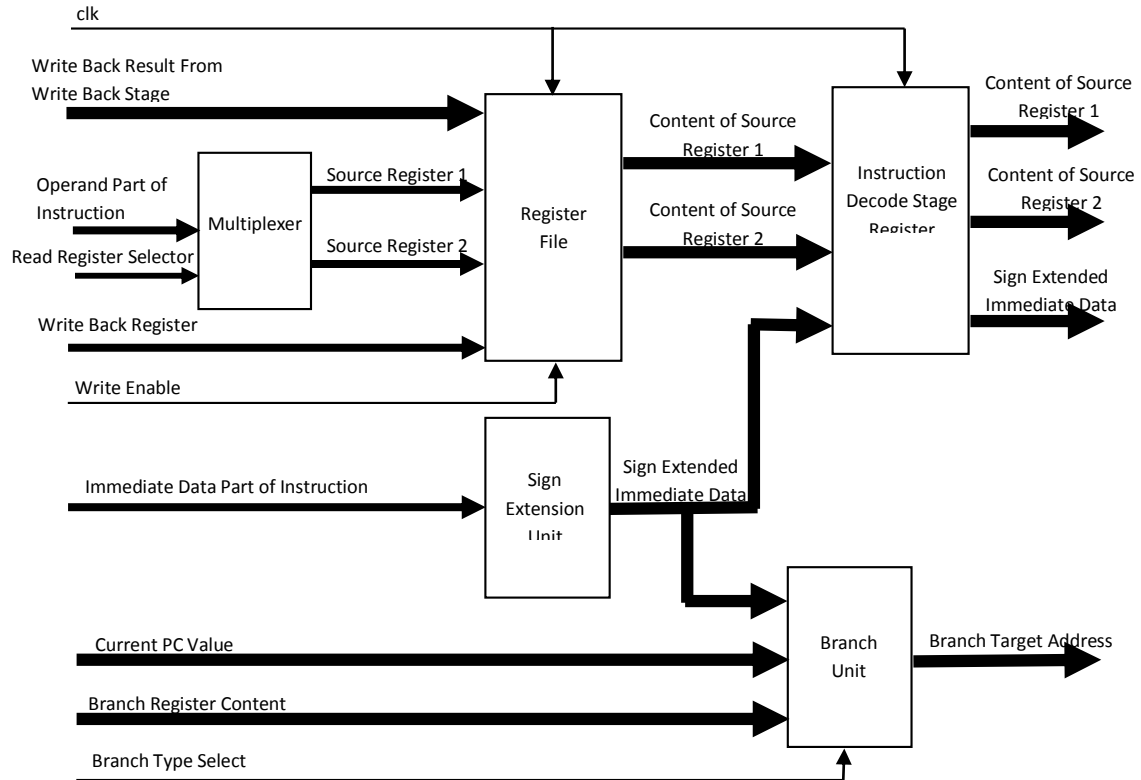 clk
Write Back Result From
Write Back Stage
Operand Part of
Instruction
Read Register Selector
Multiplexer
Source Register 1
Source Register 2
Write Back Register
Write Enable
Register
File
Content of Source
Register 1
Content of Source
Register 2
Instruction
Decode Stage
Register
Content of Source
Register 1
Content of Source
Register 2
Sign Extended
Immediate Data
Immediate Data Part of Instruction
Sign
Extension
Unit
Sign Extended
Immediate Data
Current PC Value
Branch Register Content
Branch Type Select
Branch
Unit
Branch Target Address